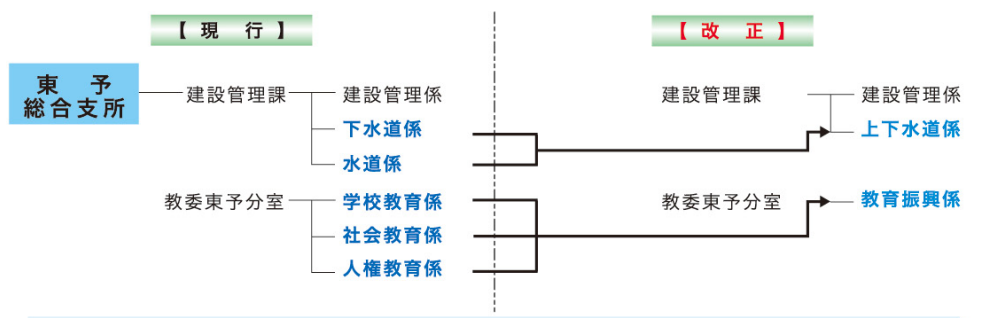 【 現 行 】
【 改 正 】
東 予
総合支所
建設管理課
建設管理係
下水道係
水道係
教委東予分室
学校教育係
社会教育係
人権教育係
建設管理課
建設管理係
上下水道係
教委東予分室
教育振興係